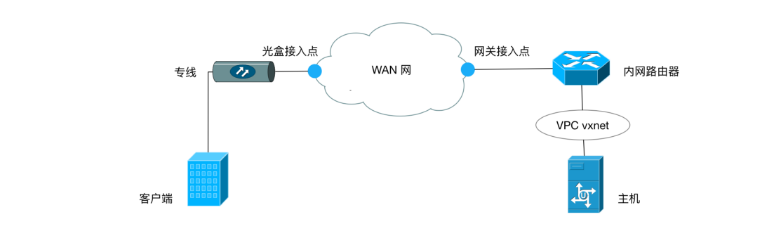 光盒接入点
网关接入点
专线
WAN 网
内网路由器
VPC vxnet
客户端
主机